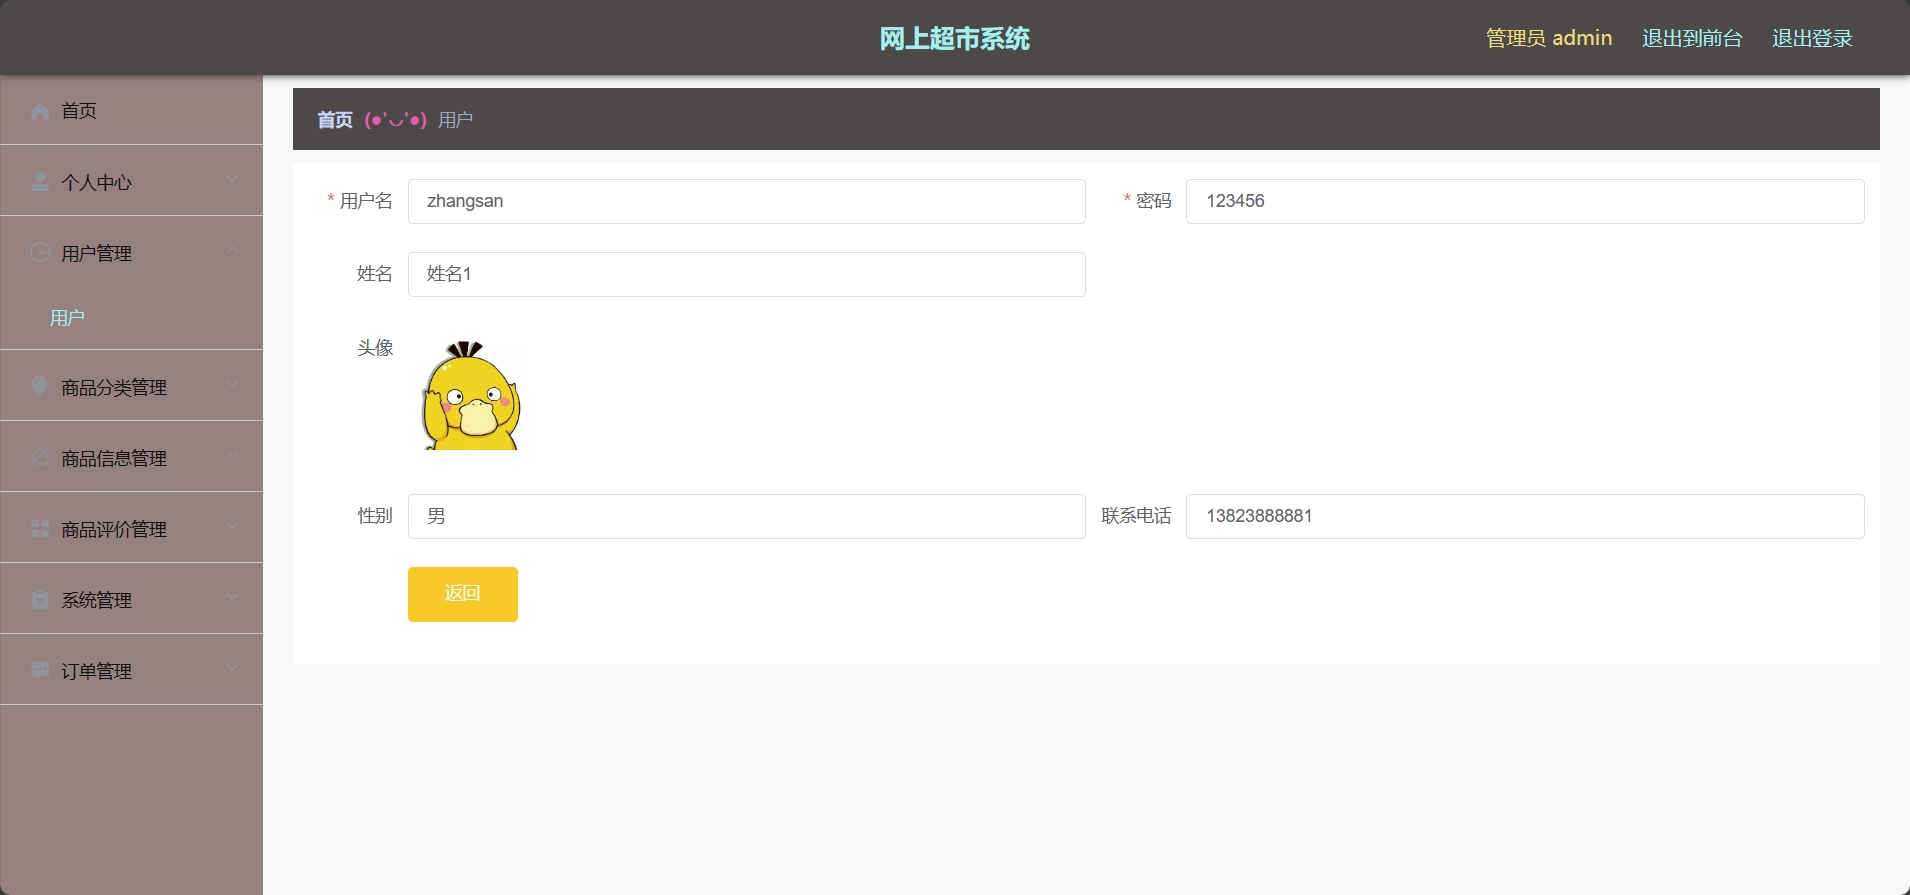 网上超市系统
管理员 admin 退出到前台 退出登录
首页
个人中心
用户管理
用户
商品分类管理
商品信息管理
商品评价管理
系统管理
订单管理
首页 (●'◡'●) 用户
* 用户名 zhangsan * 密码 123456
姓名 姓名1
头像
性别 男 联系电话 13823888881
返回